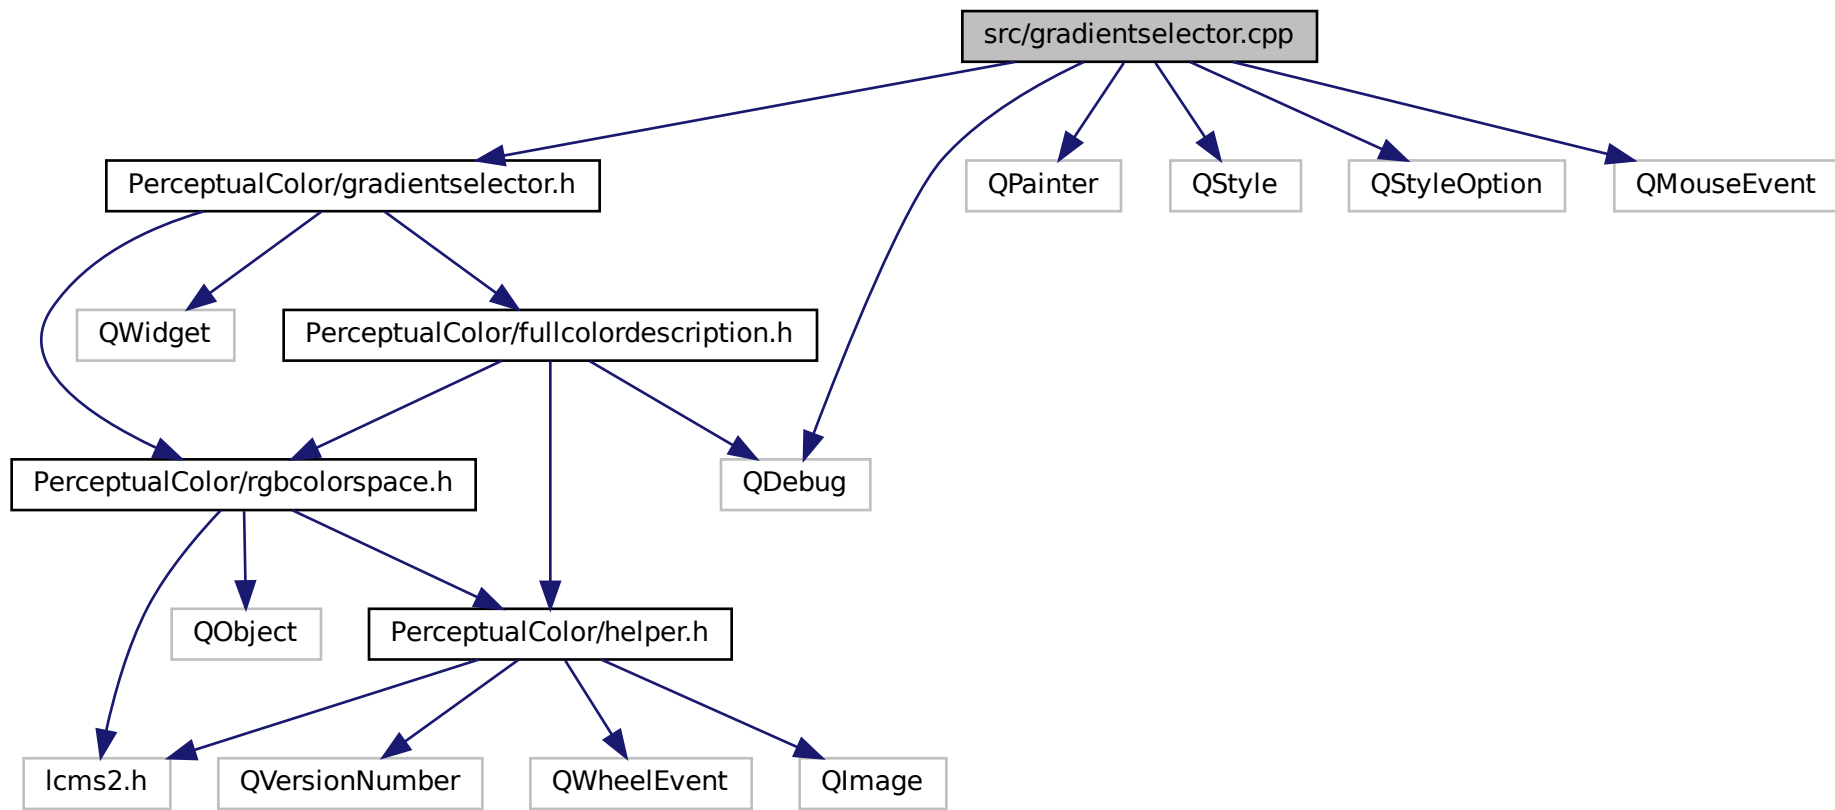 src/gradientselector.cpp
PerceptualColor/gradientselector.h
QPainter
QStyle
QStyleOption
QMouseEvent
QWidget
PerceptualColor/fullcolordescription.h
PerceptualColor/rgbcolorspace.h
QDebug
QObject
PerceptualColor/helper.h
lcms2.h
QVersionNumber
QWheelEvent
QImage